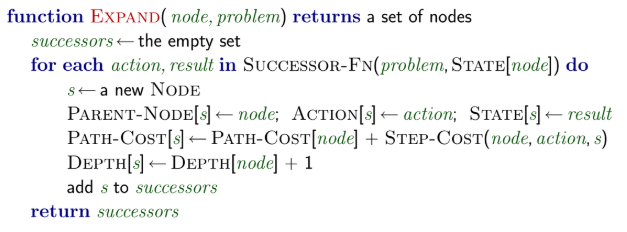 function EXPAND( node, problem) returns a set of nodes
successors ← the empty set
for each action, result in SUCCESSOR-FN(problem, STATE[node]) do
s ← a new NODE
PARENT-NODE[s] ← node; ACTION[s] ← action; STATE[s] ← result
PATH-COST[s] ← PATH-COST[node] + STEP-COST(node, action, s)
DEPTH[s] ← DEPTH[node] + 1
add s to successors
return successors